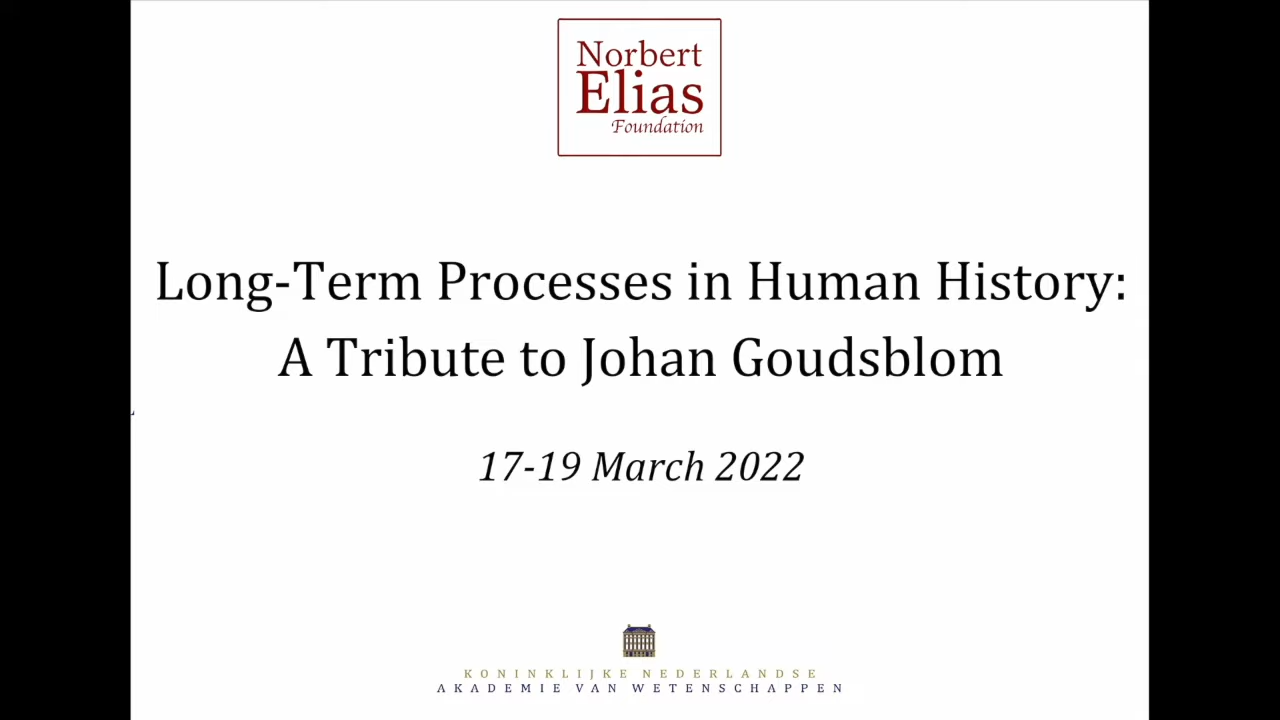 Norbert
Elias
Foundation
Long-Term Processes in Human History:
A Tribute to Johan Goudsblom
17-19 March 2022
KONINKLIJKE NEDERLANDSE
AKADEMIE VAN WETENSCHAPPEN